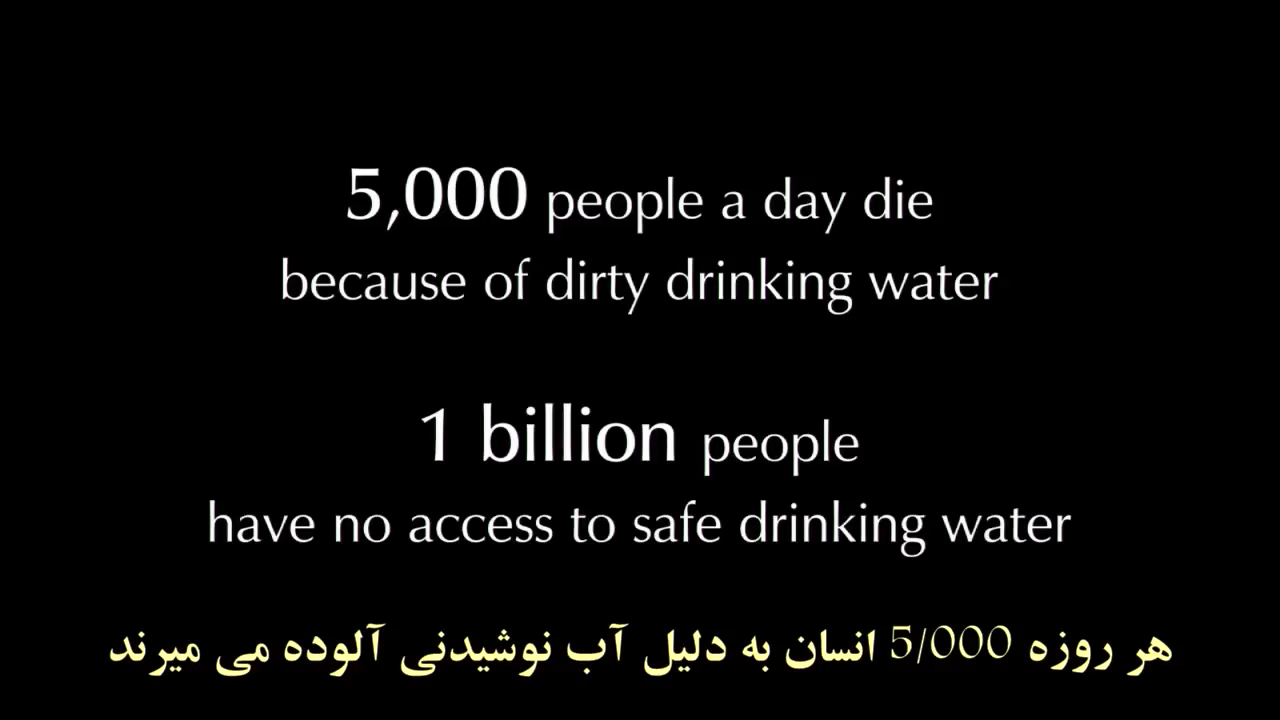 5,000 people a day die
because of dirty drinking water
1 billion people
have no access to safe drinking water
هر روزه 5/000 انسان به دلیل آب نوشیدنی آلوده می میرند